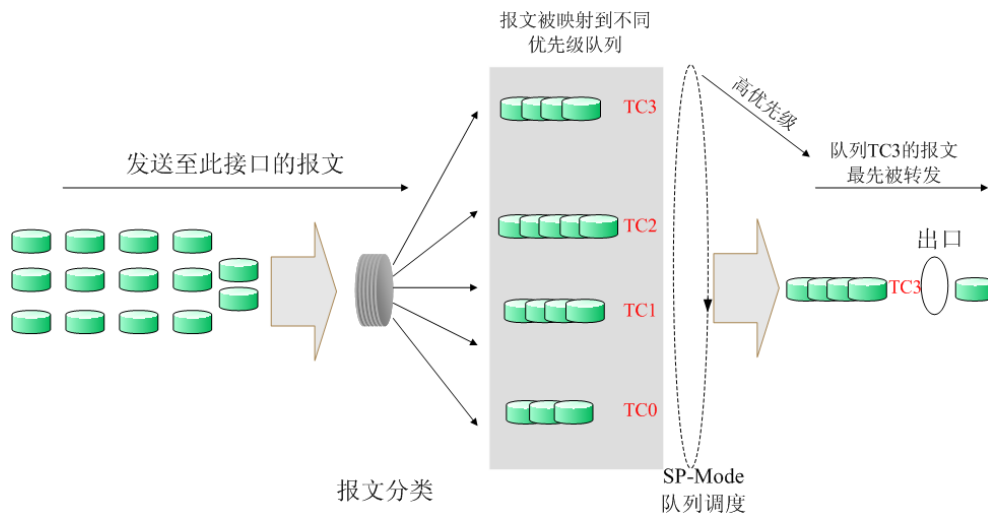 报文被映射到不同
优先级队列
TC3
高优先级
发送至此接口的报文
队列TC3的报文
最先被转发
TC2
出口
TC3
TC1
TC0
报文分类
SP-Mode
队列调度